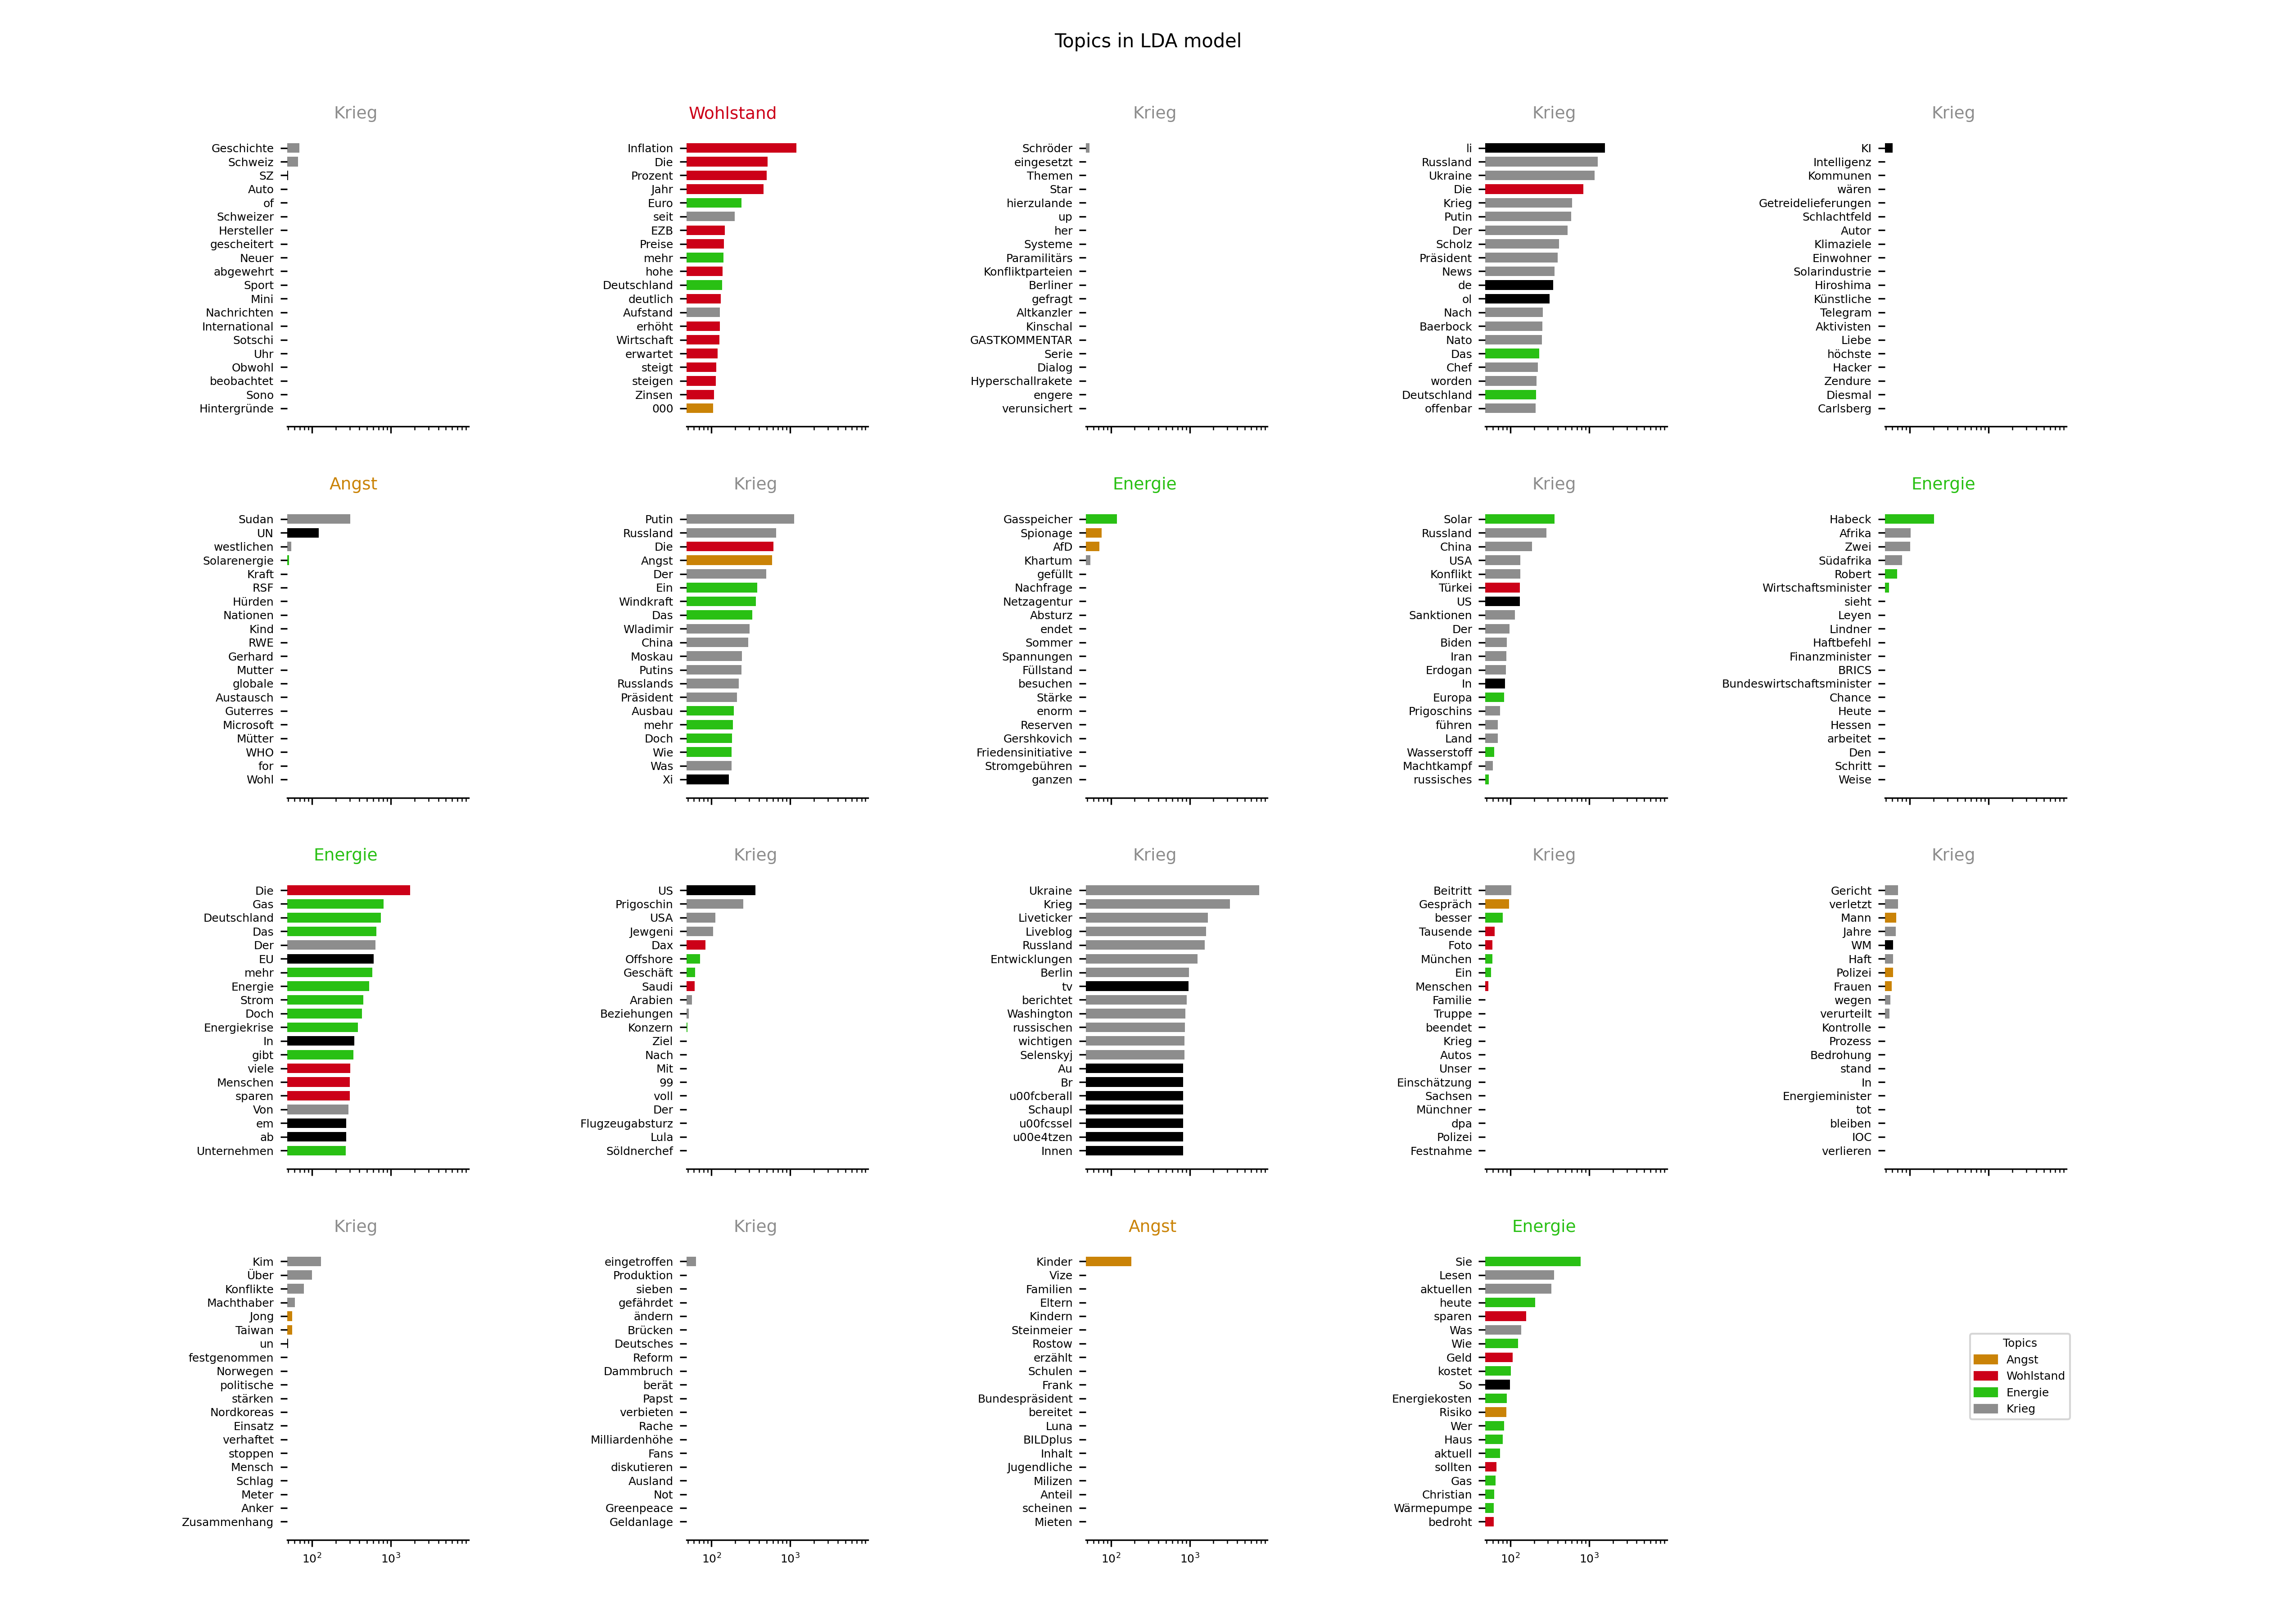 Topics in LDA model
Krieg
Geschichte
Schweiz
SZ
Auto
of
Schweizer
Hersteller
gescheitert
Neuer
abgewehrt
Sport
Mini
Nachrichten
International
Sotschi
Uhr
Obwohl
beobachtet
Sono
Hintergründe
Wohlstand
Inflation
Die
Prozent
Jahr
Euro
seit
EZB
Preise
mehr
hohe
Deutschland
deutlich
Aufstand
erhöht
Wirtschaft
erwartet
steigt
steigen
Zinsen
000
Krieg
Schröder
eingesetzt
Themen
Star
hierzulande
up
her
Systeme
Paramilitärs
Konfliktparteien
Berliner
gefragt
Altkanzler
Kinschal
GASTKOMMENTAR
Serie
Dialog
Hyperschallrakete
engere
verunsichert
Krieg
li
Russland
Ukraine
Die
Krieg
Putin
Der
Scholz
Präsident
News
de
ol
Nach
Baerbock
Nato
Das
Chef
worden
Deutschland
offenbar
Krieg
KI
Intelligenz
Kommunen
wären
Getreidelieferungen
Schlachtfeld
Autor
Klimaziele
Einwohner
Solarindustrie
Hiroshima
Künstliche
Telegram
Aktivisten
Liebe
höchste
Hacker
Zendure
Diesmal
Carlsberg
Angst
Sudan
UN
westlichen
Solarenergie
Kraft
RSF
Hürden
Nationen
Kind
RWE
Gerhard
Mutter
globale
Austausch
Guterres
Microsoft
Mütter
WHO
for
Wohl
Krieg
Putin
Russland
Die
Angst
Der
Ein
Windkraft
Das
Wladimir
China
Moskau
Putins
Russlands
Präsident
Ausbau
mehr
Doch
Wie
Was
Xi
Energie
Gasspeicher
Spionage
AfD
Khartum
gefüllt
Nachfrage
Netzagentur
Absturz
endet
Sommer
Spannungen
Füllstand
besuchen
Stärke
enorm
Reserven
Gershkovich
Friedensinitiative
Stromgebühren
ganzen
Krieg
Solar
Russland
China
USA
Konflikt
Türkei
US
Sanktionen
Der
Biden
Iran
Erdogan
In
Europa
Prigoschins
führen
Land
Wasserstoff
Machtkampf
russisches
Energie
Habeck
Afrika
Zwei
Südafrika
Robert
Wirtschaftsminister
sieht
Leyen
Lindner
Haftbefehl
Finanzminister
BRICS
Bundeswirtschaftsminister
Chance
Heute
Hessen
arbeitet
Den
Schritt
Weise
Energie
Die
Gas
Deutschland
Das
Der
EU
mehr
Energie
Strom
Doch
Energiekrise
In
gibt
viele
Menschen
sparen
Von
em
ab
Unternehmen
Krieg
US
Prigoschin
USA
Jewgeni
Dax
Offshore
Geschäft
Saudi
Arabien
Beziehungen
Konzern
Ziel
Nach
Mit
99
voll
Der
Flugzeugabsturz
Lula
Söldnerchef
Krieg
Ukraine
Krieg
Liveticker
Liveblog
Russland
Entwicklungen
Berlin
tv
berichtet
Washington
russischen
wichtigen
Selenskyj
Au
Br
u00fcberall
Schaupl
u00fcssel
u00e4tzen
Innen
Krieg
Beitritt
Gespräch
besser
Tausende
Foto
München
Ein
Menschen
Familie
Truppe
beendet
Krieg
Autos
Unser
Einschätzung
Sachsen
Münchner
dpa
Polizei
Festnahme
Krieg
Gericht
verletzt
Mann
Jahre
WM
Haft
Polizei
Frauen
wegen
verurteilt
Kontrolle
Prozess
Bedrohung
stand
In
Energieminister
tot
bleiben
IOC
verlieren
Krieg
Kim
Über
Konflikte
Machthaber
Jong
Taiwan
un
festgenommen
Norwegen
politische
stärken
Nordkoreas
Einsatz
verhaftet
stoppen
Mensch
Schlag
Meter
Anker
Zusammenhang
10²
10³
Krieg
eingetroffen
Produktion
sieben
gefährdet
ändern
Brücken
Deutsches
Reform
Dammbruch
berät
Papst
verbieten
Rache
Milliardenhöhe
Fans
diskutieren
Ausland
Not
Greenpeace
Geldanlage
10²
10³
Angst
Kinder
Vize
Familien
Eltern
Kindern
Steinmeier
Rostow
erzählt
Schulen
Frank
Bundespräsident
bereitet
Luna
BILDplus
Inhalt
Jugendliche
Milizen
Anteil
scheinen
Mieten
10²
10³
Energie
Sie
Lesen
aktuellen
heute
sparen
Was
Wie
Geld
kostet
So
Energiekosten
Risiko
Wer
Haus
aktuell
sollten
Gas
Christian
Wärmepumpe
bedroht
10²
10³
Topics
Angst
Wohlstand
Energie
Krieg